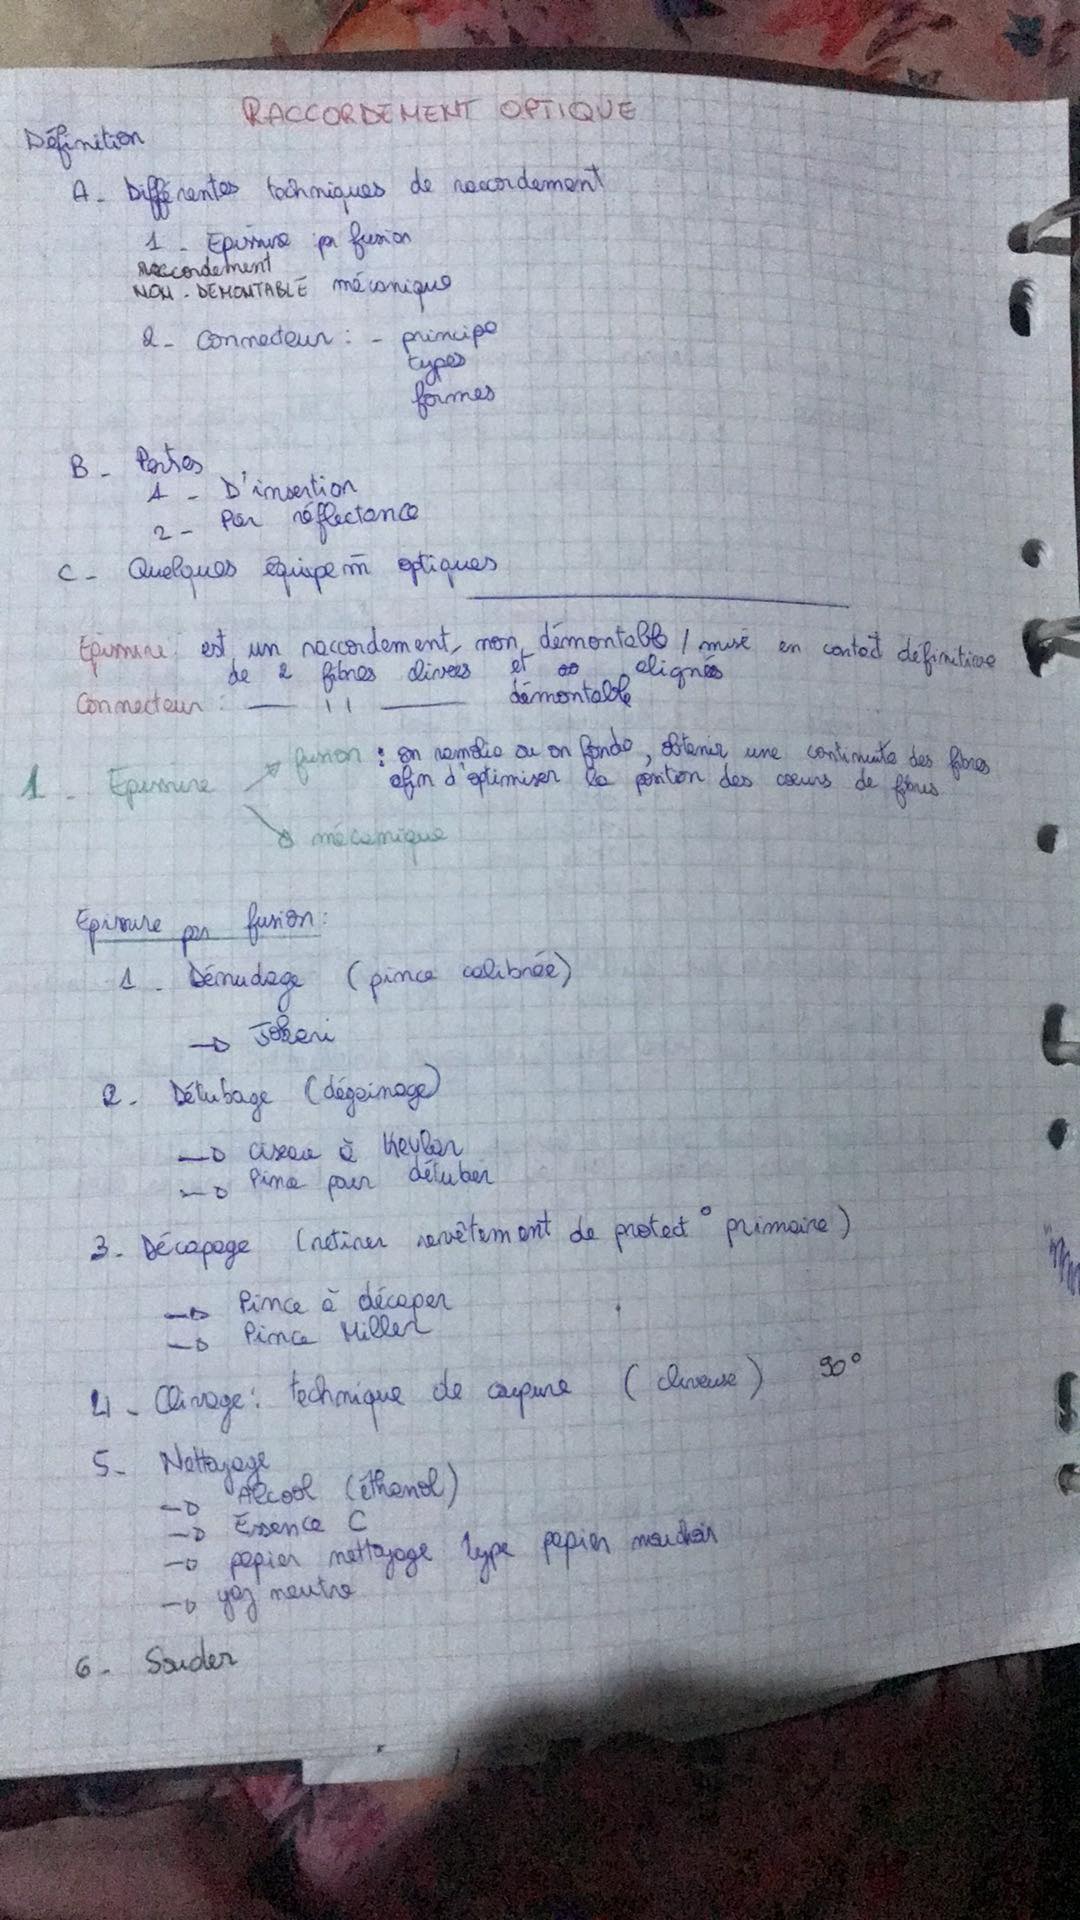 RACCORDEMENT OPTIQUE
Définition
A- Différentes techniques de raccordement
1 - Epissure par fusion
raccordement
NON-DEMONTABLE mécanique
2- Connecteur : - principe
types
formes
B- Pertes
1 - D'insertion
2 - Par réflectance
C- Quelques équipem̄ optiques
Epissure : est un raccordement, non démontable / mise en contact définitive
de 2 fibres clivées et alignés
Connecteur : — '' — démontable
1- Epissure → fusion : on ramolie ou on fonde, obtenir une continuité des fibres
afin d'optimiser la position des coeurs de fibres
→ mécanique
Epissure par fusion :
1. Dénudage (pince calibrée)
→ Jokari
2. Détubage (dégainage)
→ ciseau à Kevlar
→ Pince pour détuber
3- Décapage (retirer revêtement de protect° primaire)
→ Pince à décaper
→ Pince Miller
4- Clivage : technique de coupure (cliveuse) 90°
5- Nettoyage
→ Alcool (éthanol)
→ Essence C
→ papier nettoyage type papier mouchoir
→ gaz neutre
6- Souder